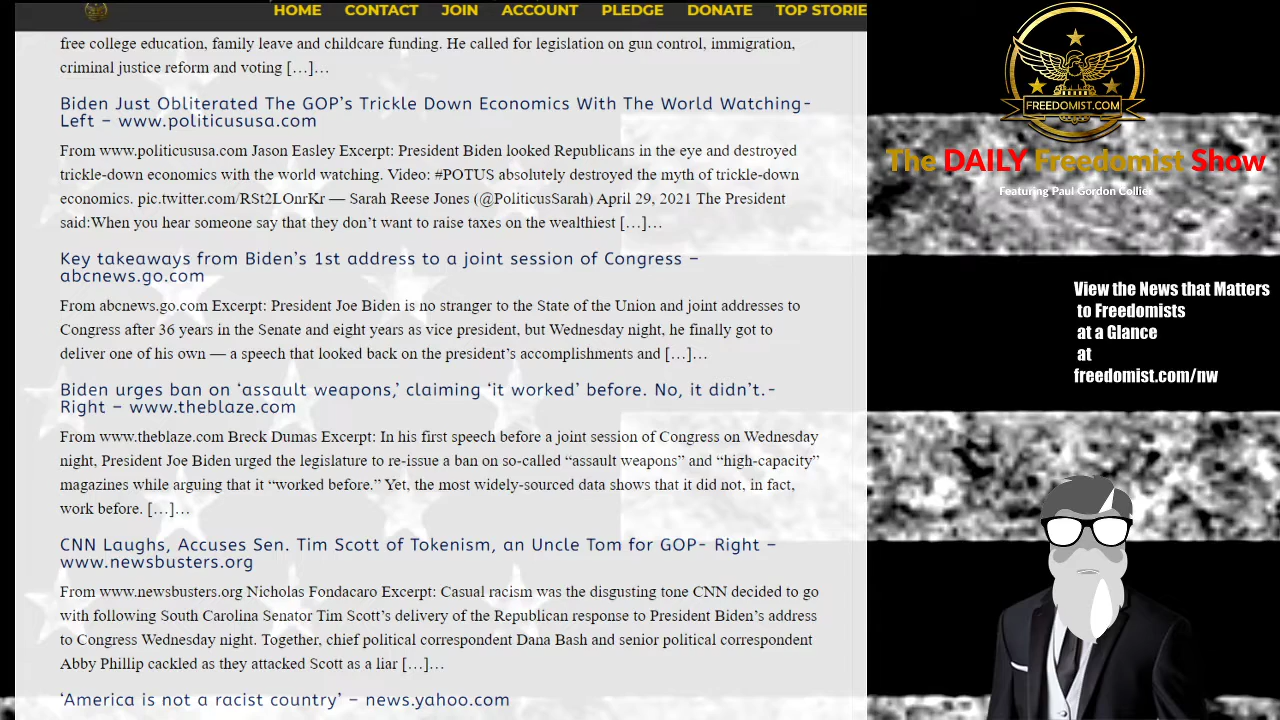 HOME CONTACT JOIN ACCOUNT PLEDGE DONATE TOP STORIE
free college education, family leave and childcare funding. He called for legislation on gun control, immigration,
criminal justice reform and voting […]…
Biden Just Obliterated The GOP’s Trickle Down Economics With The World Watching-
Left – www.politicususa.com
From www.politicususa.com Jason Easley Excerpt: President Biden looked Republicans in the eye and destroyed
trickle-down economics with the world watching. Video: #POTUS absolutely destroyed the myth of trickle-down
economics. pic.twitter.com/RSt2LOnrKr — Sarah Reese Jones (@PoliticusSarah) April 29, 2021 The President
said:When you hear someone say that they don’t want to raise taxes on the wealthiest […]…
Key takeaways from Biden’s 1st address to a joint session of Congress –
abcnews.go.com
From abcnews.go.com Excerpt: President Joe Biden is no stranger to the State of the Union and joint addresses to
Congress after 36 years in the Senate and eight years as vice president, but Wednesday night, he finally got to
deliver one of his own — a speech that looked back on the president’s accomplishments and […]…
Biden urges ban on ‘assault weapons,’ claiming ‘it worked’ before. No, it didn’t.-
Right – www.theblaze.com
From www.theblaze.com Breck Dumas Excerpt: In his first speech before a joint session of Congress on Wednesday
night, President Joe Biden urged the legislature to re-issue a ban on so-called “assault weapons” and “high-capacity”
magazines while arguing that it “worked before.” Yet, the most widely-sourced data shows that it did not, in fact,
work before. […]…
CNN Laughs, Accuses Sen. Tim Scott of Tokenism, an Uncle Tom for GOP- Right –
www.newsbusters.org
From www.newsbusters.org Nicholas Fondacaro Excerpt: Casual racism was the disgusting tone CNN decided to go
with following South Carolina Senator Tim Scott’s delivery of the Republican response to President Biden’s address
to Congress Wednesday night. Together, chief political correspondent Dana Bash and senior political correspondent
Abby Phillip cackled as they attacked Scott as a liar […]…
‘America is not a racist country’ – news.yahoo.com
FREEDOMIST.COM
The DAILY Freedomist Show
Featuring Paul Gordon Collier
View the News that Matters
to Freedomists
at a Glance
at
freedomist.com/nw